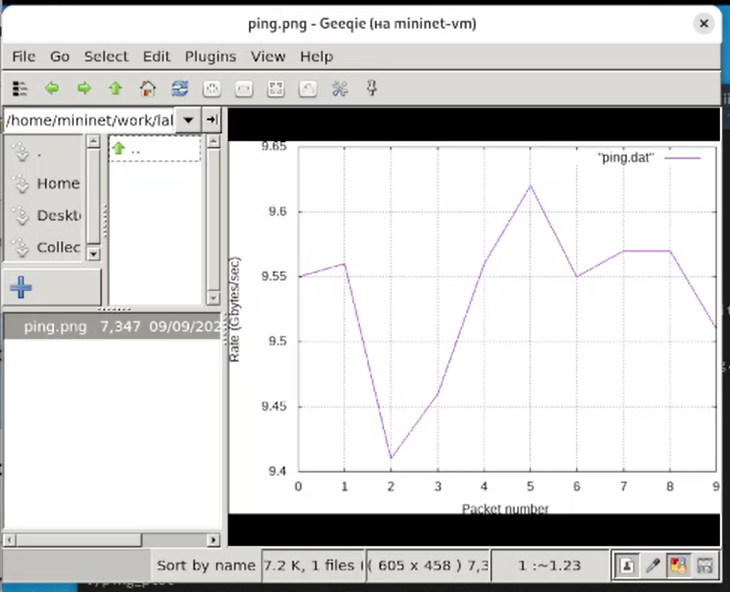 ping.png - Geeqie (на mininet-vm)
File Go Select Edit Plugins View Help
/home/mininet/work/lal
.
Home
Deskt
Collec
..
ping.png 7,347 09/09/202
"ping.dat"
9.65
9.6
9.55
9.5
9.45
9.4
Rate (Gbytes/sec)
0 1 2 3 4 5 6 7 8 9
Packet number
Sort by name 7.2 K, 1 files ( ( 605 x 458 ) 7,3 1 :~1.23